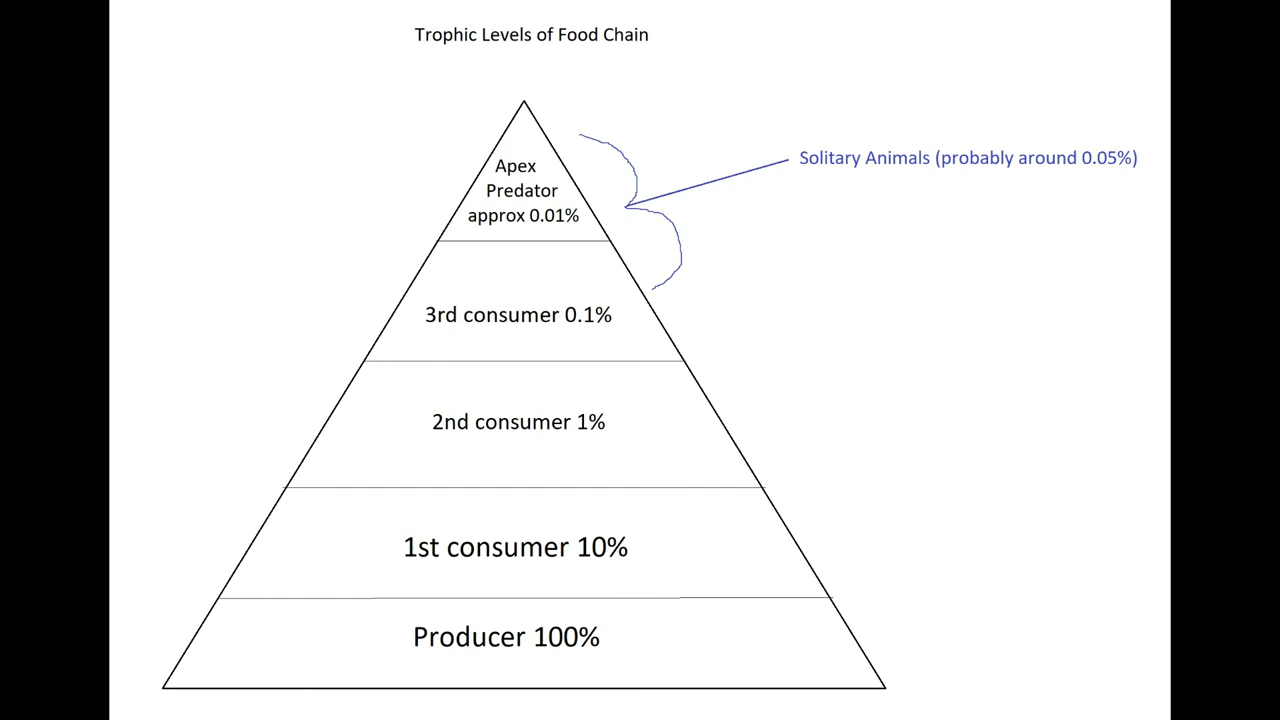 Trophic Levels of Food Chain
Apex
Predator
approx 0.01%
Solitary Animals (probably around 0.05%)
3rd consumer 0.1%
2nd consumer 1%
1st consumer 10%
Producer 100%